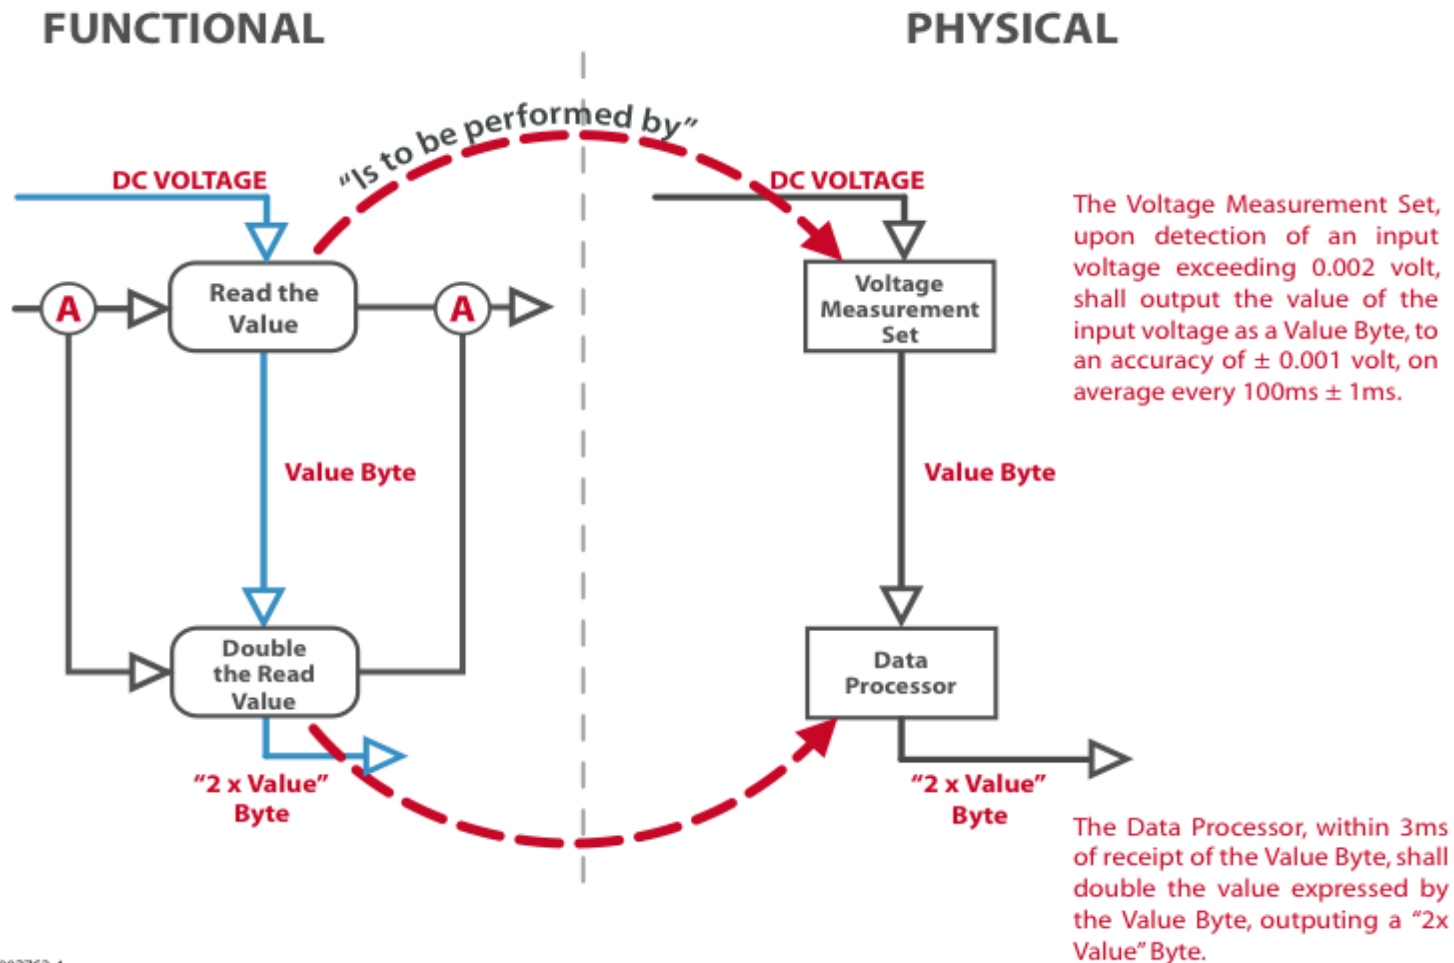 FUNCTIONAL
PHYSICAL
“Is to be performed by”
DC VOLTAGE
DC VOLTAGE
A
Read the
Value
A
Voltage
Measurement
Set
The Voltage Measurement Set,
upon detection of an input
voltage exceeding 0.002 volt,
shall output the value of the
input voltage as a Value Byte, to
an accuracy of ± 0.001 volt, on
average every 100ms ± 1ms.
Value Byte
Value Byte
Double
the Read
Value
Data
Processor
“2 x Value”
Byte
“2 x Value”
Byte
The Data Processor, within 3ms
of receipt of the Value Byte, shall
double the value expressed by
the Value Byte, outputing a “2x
Value” Byte.